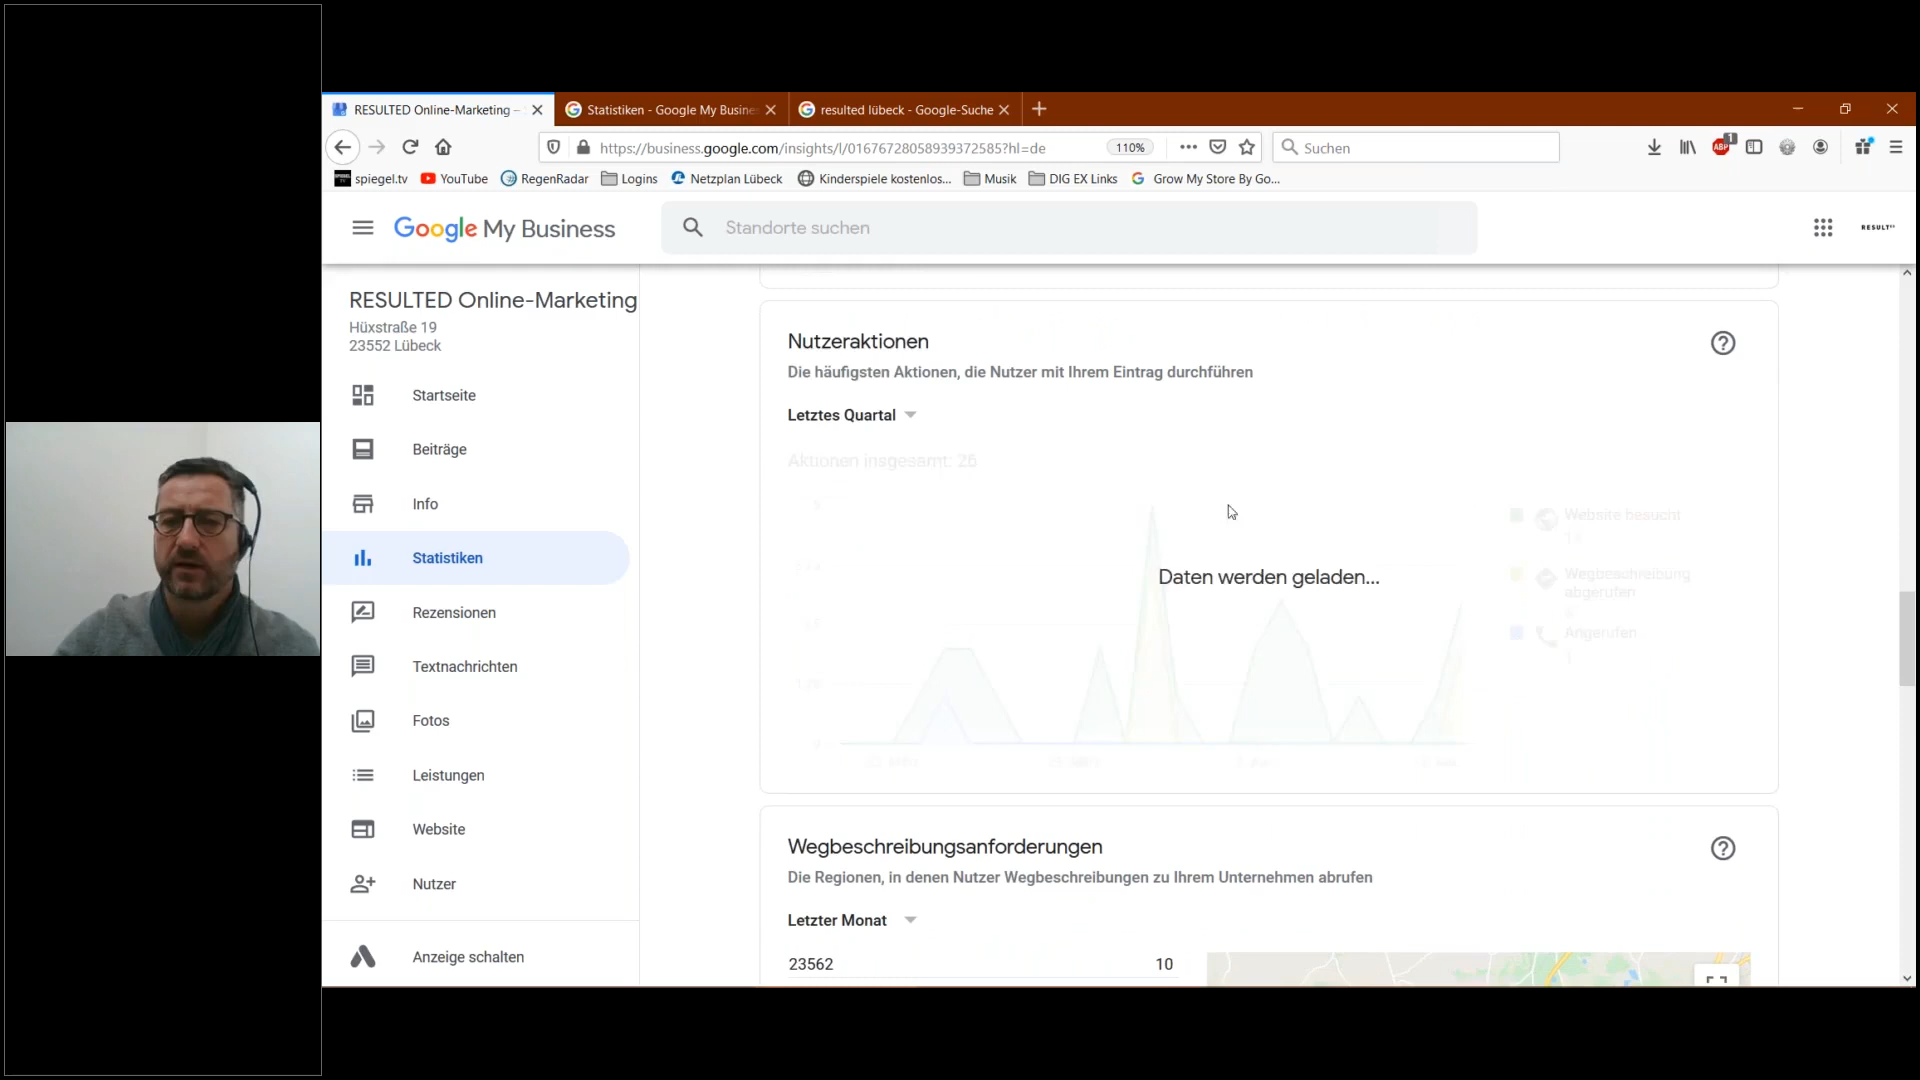 RESULTED Online-Marketing –
Statistiken - Google My Busine
resulted lübeck - Google-Suche
https://business.google.com/insights/l/01676728058939372585?hl=de
110%
Suchen
ABP
1
spiegel.tv
YouTube
RegenRadar
Logins
Netzplan Lübeck
Kinderspiele kostenlos...
Musik
DIG EX Links
Grow My Store By Go...
Google My Business
Standorte suchen
RESULT
RESULTED Online-Marketing
Hüxstraße 19
23552 Lübeck
Startseite
Beiträge
Info
Statistiken
Rezensionen
Textnachrichten
Fotos
Leistungen
Website
Nutzer
Anzeige schalten
Nutzeraktionen
Die häufigsten Aktionen, die Nutzer mit Ihrem Eintrag durchführen
Letztes Quartal
Aktionen insgesamt: 26
Daten werden geladen...
Website besucht
Wegbeschreibung
abgerufen
Angerufen
1
Wegbeschreibungsanforderungen
Die Regionen, in denen Nutzer Wegbeschreibungen zu Ihrem Unternehmen abrufen
Letzter Monat
23562
10